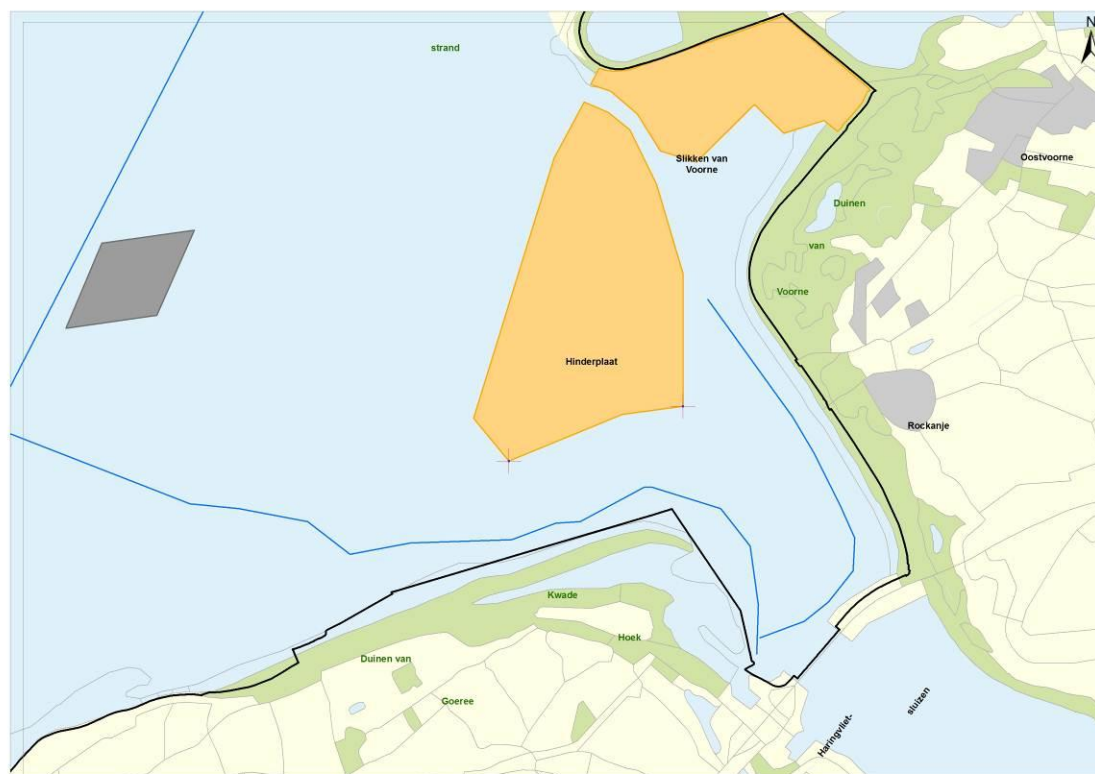 N
strand
Slikken van
Voorne
Oostvoorne
Duinen
van
Voorne
Hinderplaat
Rockanje
Kwade
Hoek
Duinen van
Goeree
Haringvliet-
sluizen